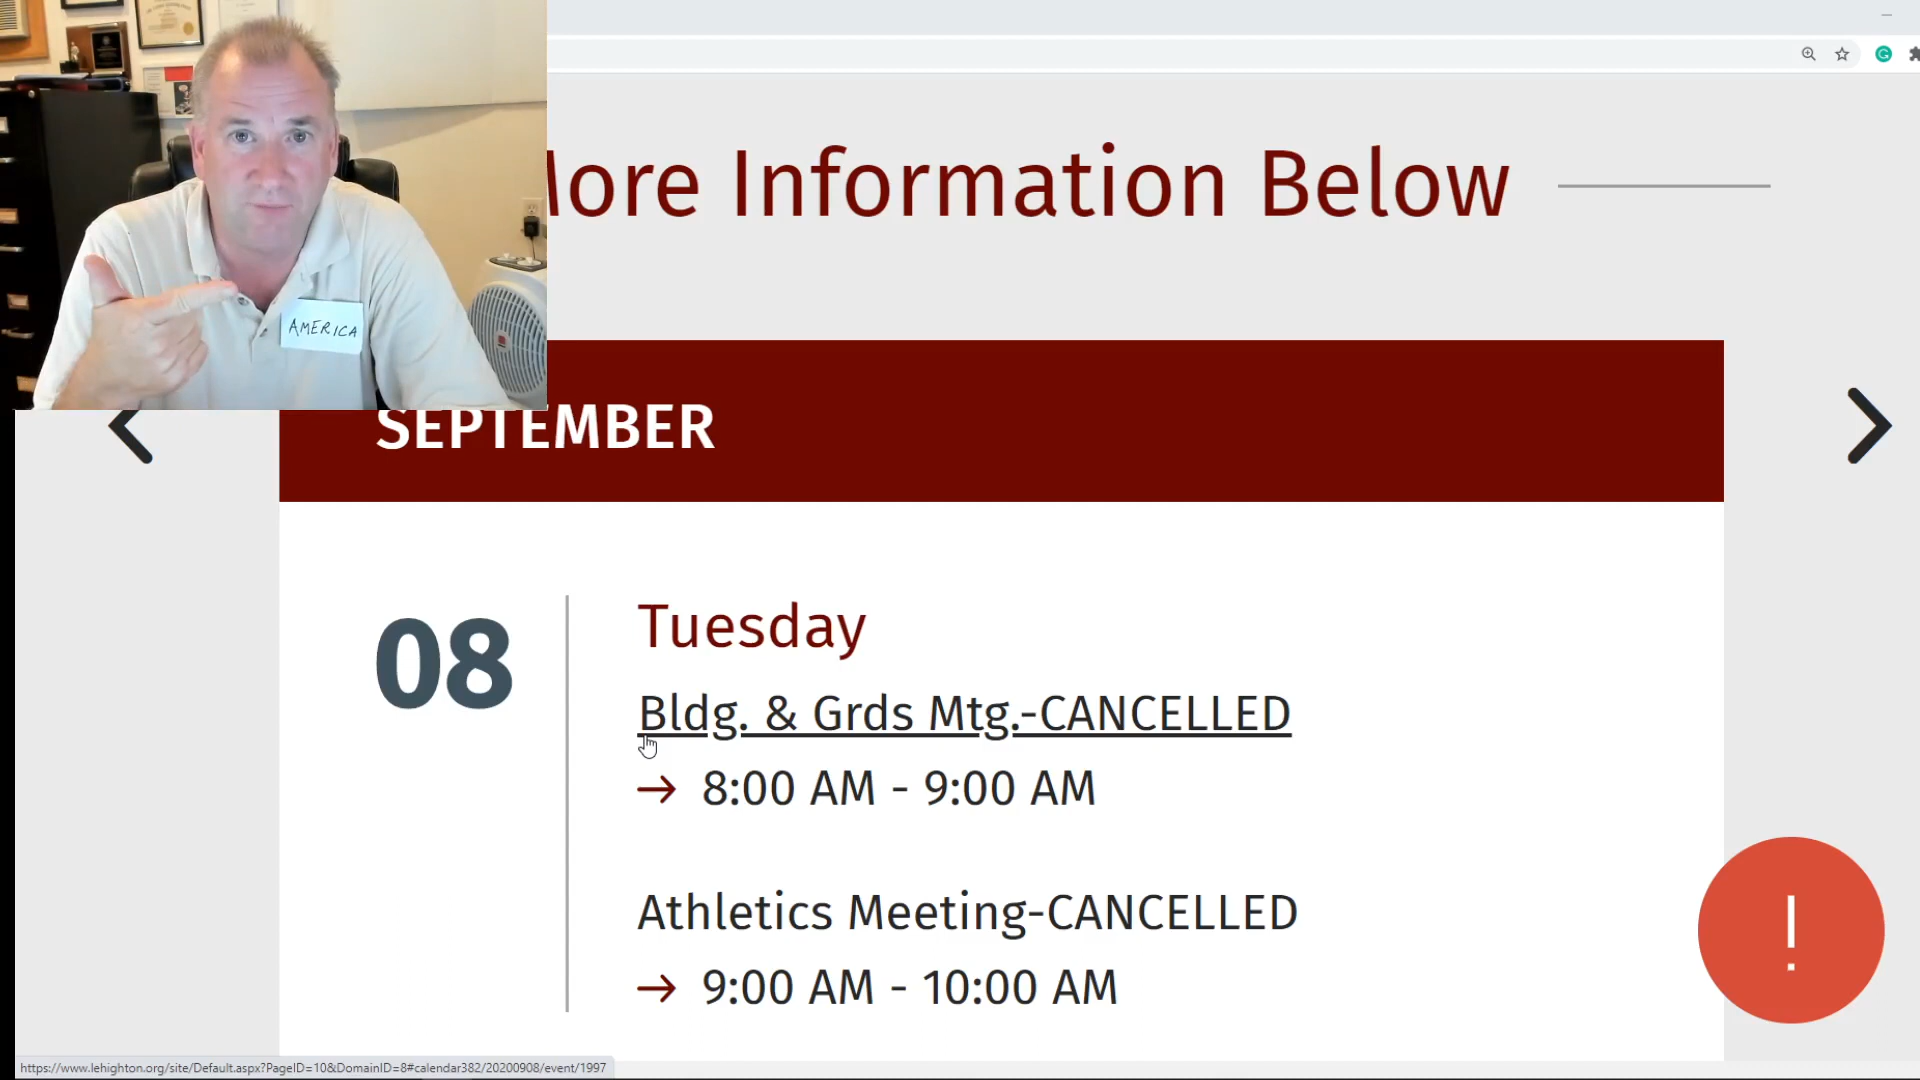 More Information Below
AMERICA
SEPTEMBER
08
Tuesday
Bldg. & Grds Mtg.-CANCELLED
→ 8:00 AM - 9:00 AM
Athletics Meeting-CANCELLED
→ 9:00 AM - 10:00 AM
!
https://www.lehighton.org/site/Default.aspx?PageID=10&DomainID=8#calendar382/20200908/event/1997